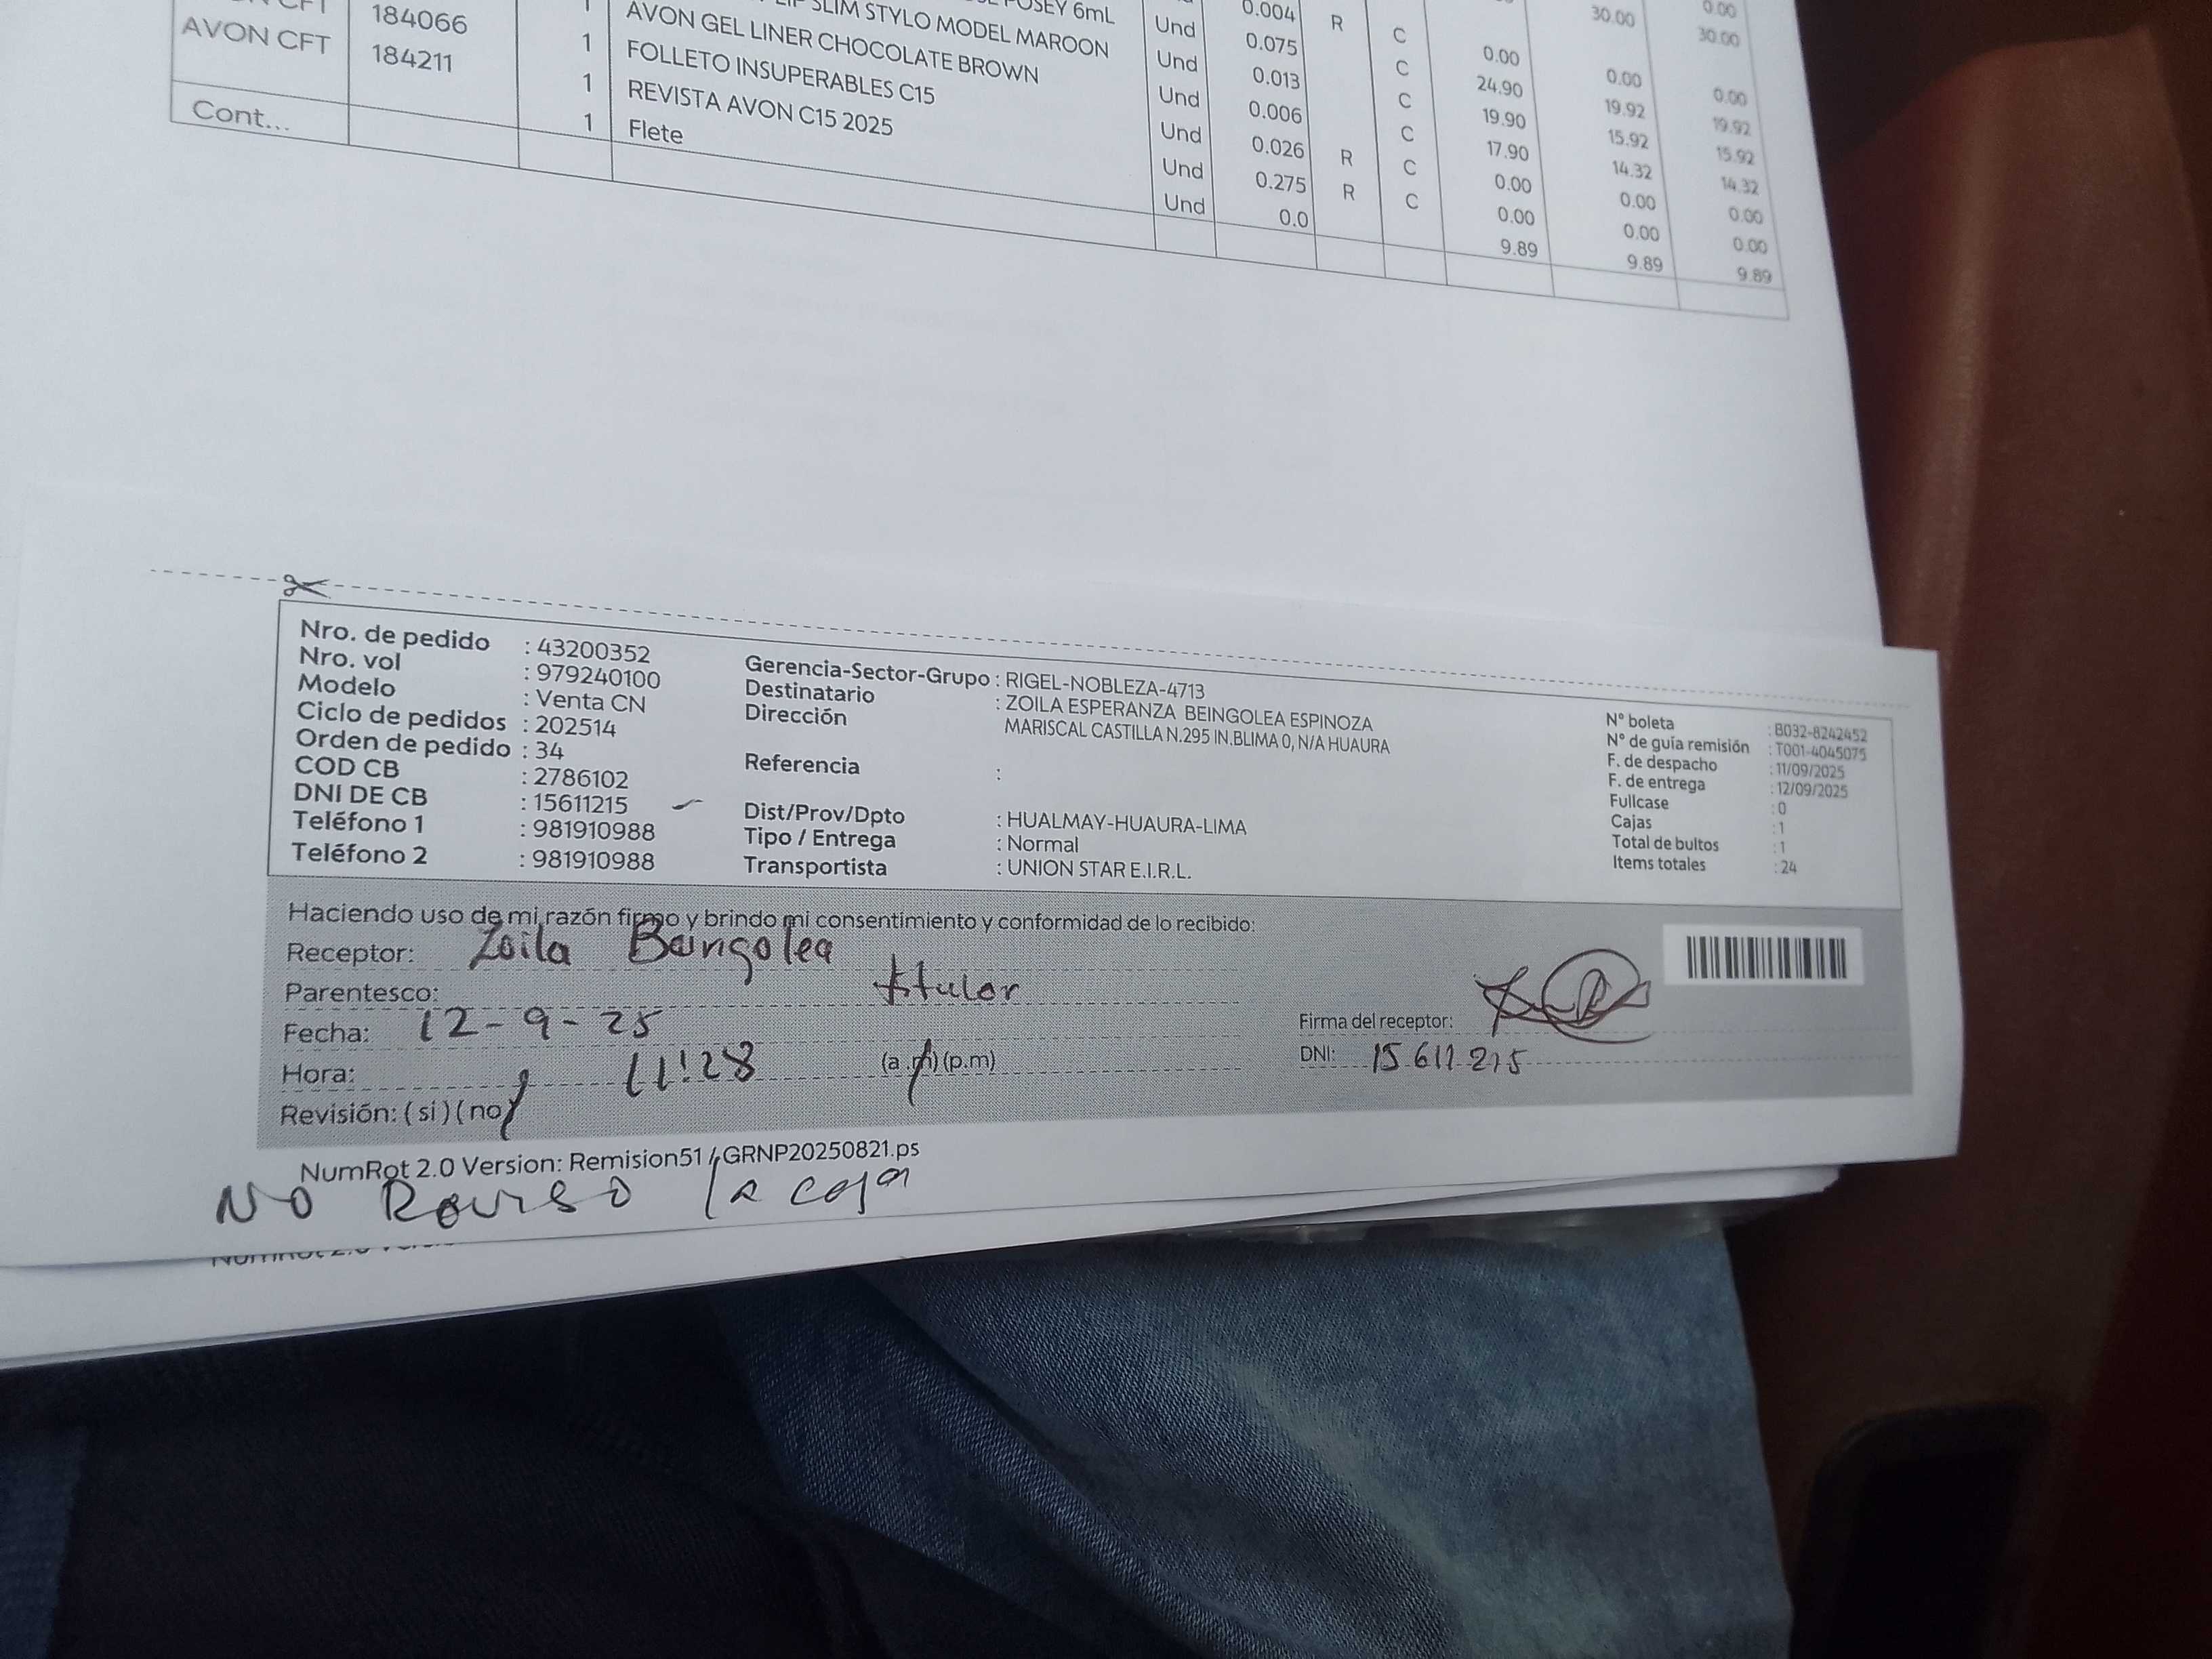 184066
AVON CFT 184211
Cont...
POSEY 6mL
SLIM STYLO MODEL MAROON Und 0.004 R C 30.00 0.00
1 AVON GEL LINER CHOCOLATE BROWN Und 0.075 C 0.00 30.00
1 FOLLETO INSUPERABLES C15 Und 0.013 C 24.90 0.00 0.00
1 REVISTA AVON C15 2025 Und 0.006 C 19.90 19.92 19.92
1 Flete Und 0.026 R C 17.90 15.92 15.92
Und 0.275 R C 0.00 14.32 14.32
Und 0.0 0.00 0.00 0.00
9.89 0.00 0.00
9.89 9.89
Nro. de pedido : 43200352
Nro. vol : 979240100
Modelo : Venta CN
Ciclo de pedidos : 202514
Orden de pedido : 34
COD CB : 2786102
DNI DE CB : 15611215
Teléfono 1 : 981910988
Teléfono 2 : 981910988
Gerencia-Sector-Grupo : RIGEL-NOBLEZA-4713
Destinatario : ZOILA ESPERANZA BEINGOLEA ESPINOZA
Dirección MARISCAL CASTILLA N.295 IN.BLIMA 0, N/A HUAURA
Referencia :
Dist/Prov/Dpto : HUALMAY-HUAURA-LIMA
Tipo / Entrega : Normal
Transportista : UNION STAR E.I.R.L.
N° boleta : B032-8242452
N° de guía remisión : T001-4045075
F. de despacho : 11/09/2025
F. de entrega : 12/09/2025
Fullcase : 0
Cajas : 1
Total de bultos : 1
Items totales : 24
Haciendo uso de mi razón firmo y brindo mi consentimiento y conformidad de lo recibido:
Receptor: Zoila Beingolea
Parentesco: titular
Fecha: 12-9-25
Hora: 11:28 (a.m)(p.m)
Revisión: (si)(no)
Firma del receptor:
DNI: 15611215
NumRot 2.0 Version: Remision51 / GRNP20250821.ps
NO Reviso la caja